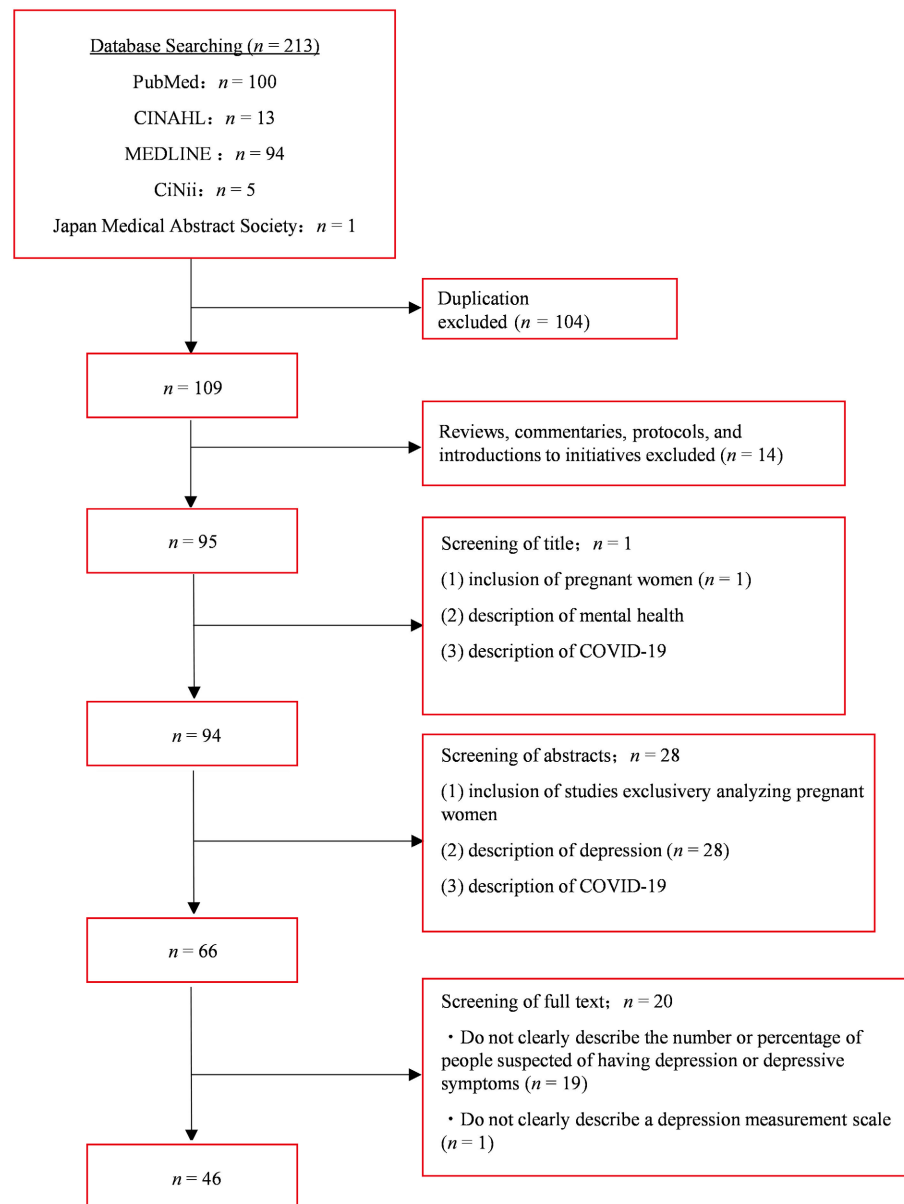 Database Searching (n = 213)
PubMed：n = 100
CINAHL：n = 13
MEDLINE ：n = 94
CiNii：n = 5
Japan Medical Abstract Society：n = 1
Duplication
excluded (n = 104)
n = 109
Reviews, commentaries, protocols, and
introductions to initiatives excluded (n = 14)
n = 95
Screening of title；n = 1
(1) inclusion of pregnant women (n = 1)
(2) description of mental health
(3) description of COVID-19
n = 94
Screening of abstracts；n = 28
(1) inclusion of studies exclusivery analyzing pregnant
women
(2) description of depression (n = 28)
(3) description of COVID-19
n = 66
Screening of full text；n = 20
・Do not clearly describe the number or percentage of
people suspected of having depression or depressive
symptoms (n = 19)
・Do not clearly describe a depression measurement scale
(n = 1)
n = 46